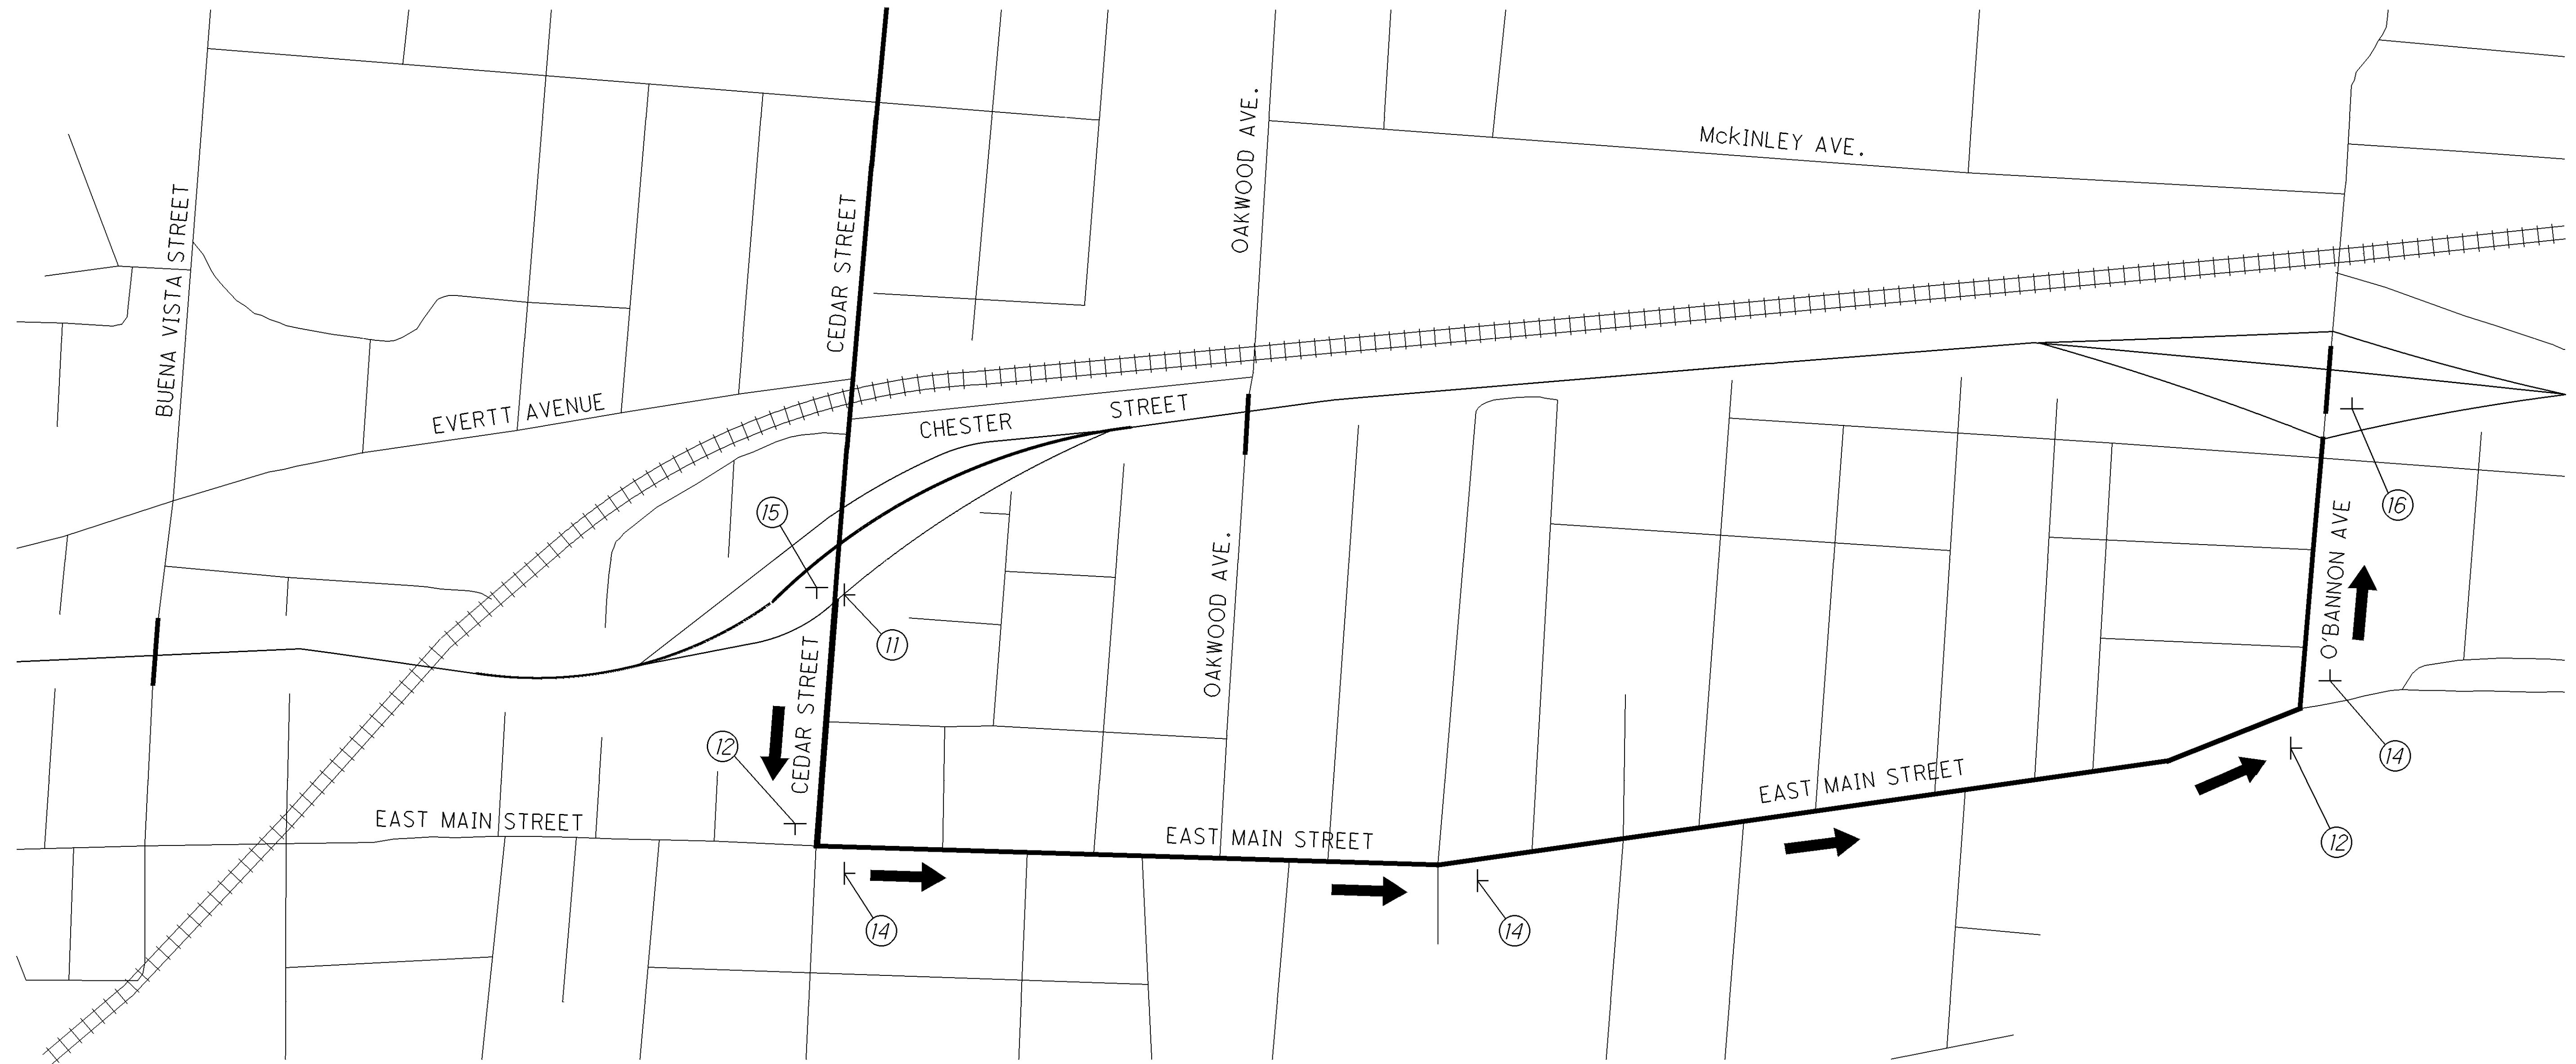 OAKWOOD AVE.
McKINLEY AVE.
BUENA VISTA STREET
CEDAR STREET
EVERTT AVENUE
CHESTER STREET
15
16
11
OAKWOOD AVE.
O'BANNON AVE
CEDAR STREET
12
14
EAST MAIN STREET
EAST MAIN STREET
EAST MAIN STREET
12
14
14